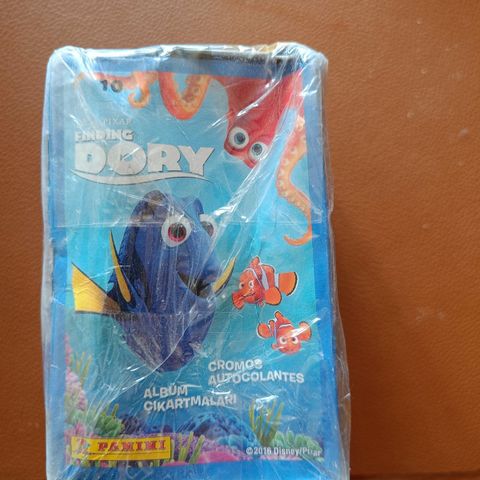 10
PIXAR
FINDING
DORY
CROMOS
AUTOCOLANTES
ALBÜM
ÇIKARTMALARI
PANINI
©2016 Disney/Pixar